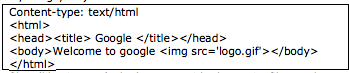 Content-type: text/html
<html>
<head><title> Google </title></head>
<body>Welcome to google <img src='logo.gif'></body>
</html>